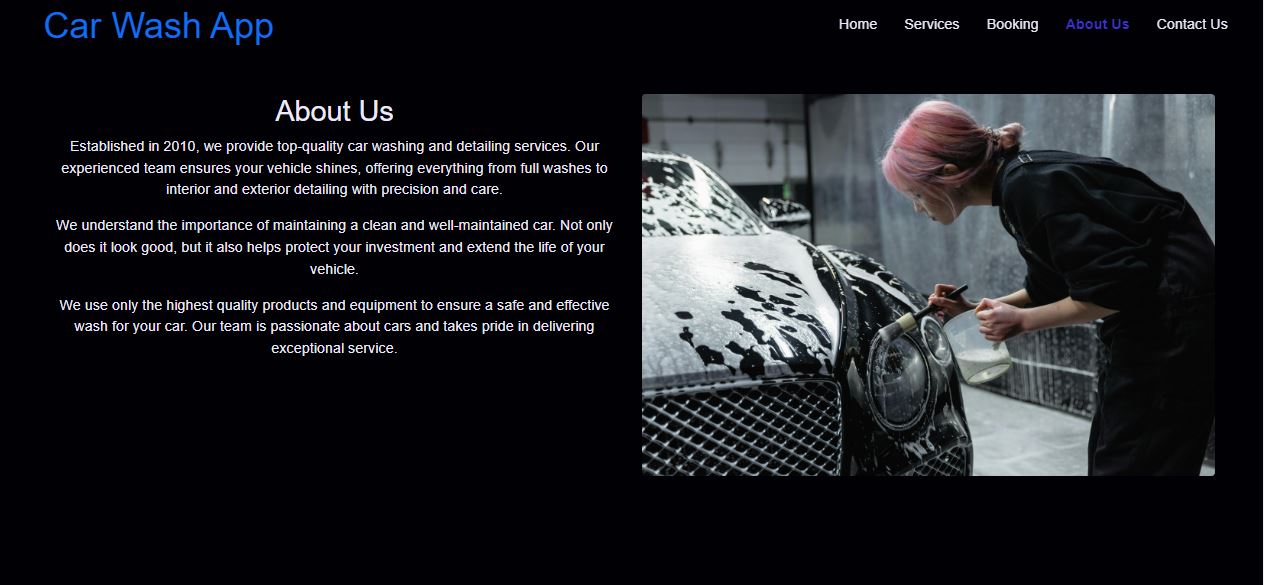 Car Wash App
Home Services Booking About Us Contact Us
About Us
Established in 2010, we provide top-quality car washing and detailing services. Our
experienced team ensures your vehicle shines, offering everything from full washes to
interior and exterior detailing with precision and care.
We understand the importance of maintaining a clean and well-maintained car. Not only
does it look good, but it also helps protect your investment and extend the life of your
vehicle.
We use only the highest quality products and equipment to ensure a safe and effective
wash for your car. Our team is passionate about cars and takes pride in delivering
exceptional service.